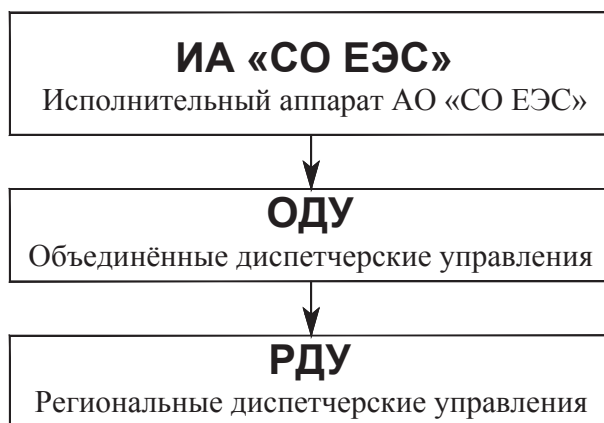 ИА «СО ЕЭС»
Исполнительный аппарат АО «СО ЕЭС»
ОДУ
Объединённые диспетчерские управления
РДУ
Региональные диспетчерские управления